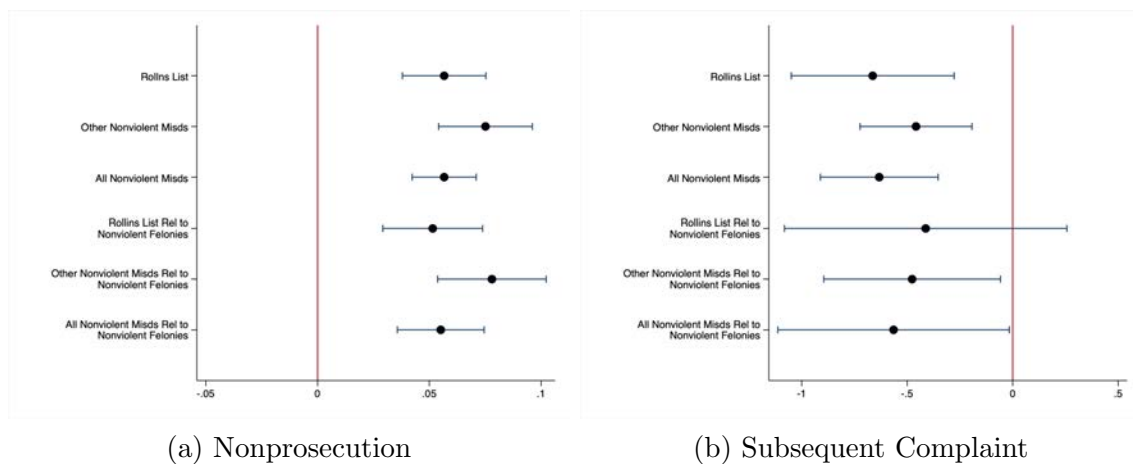 Rollns List
Other Nonviolent Misds
All Nonviolent Misds
Rollins List Rel to
Nonviolent Felonies
Other Nonviolent Misds Rel to
Nonviolent Felonies
All Nonviolent Misds Rel to
Nonviolent Felonies
-.05 0 .05 .1
(a) Nonprosecution
Rollins List
Other Nonviolent Misds
All Nonviolent Misds
Rollins List Rel to
Nonviolent Felonies
Other Nonviolent Misds Rel to
Nonviolent Felonies
All Nonviolent Misds Rel to
Nonviolent Felonies
-1 -.5 0 .5
(b) Subsequent Complaint